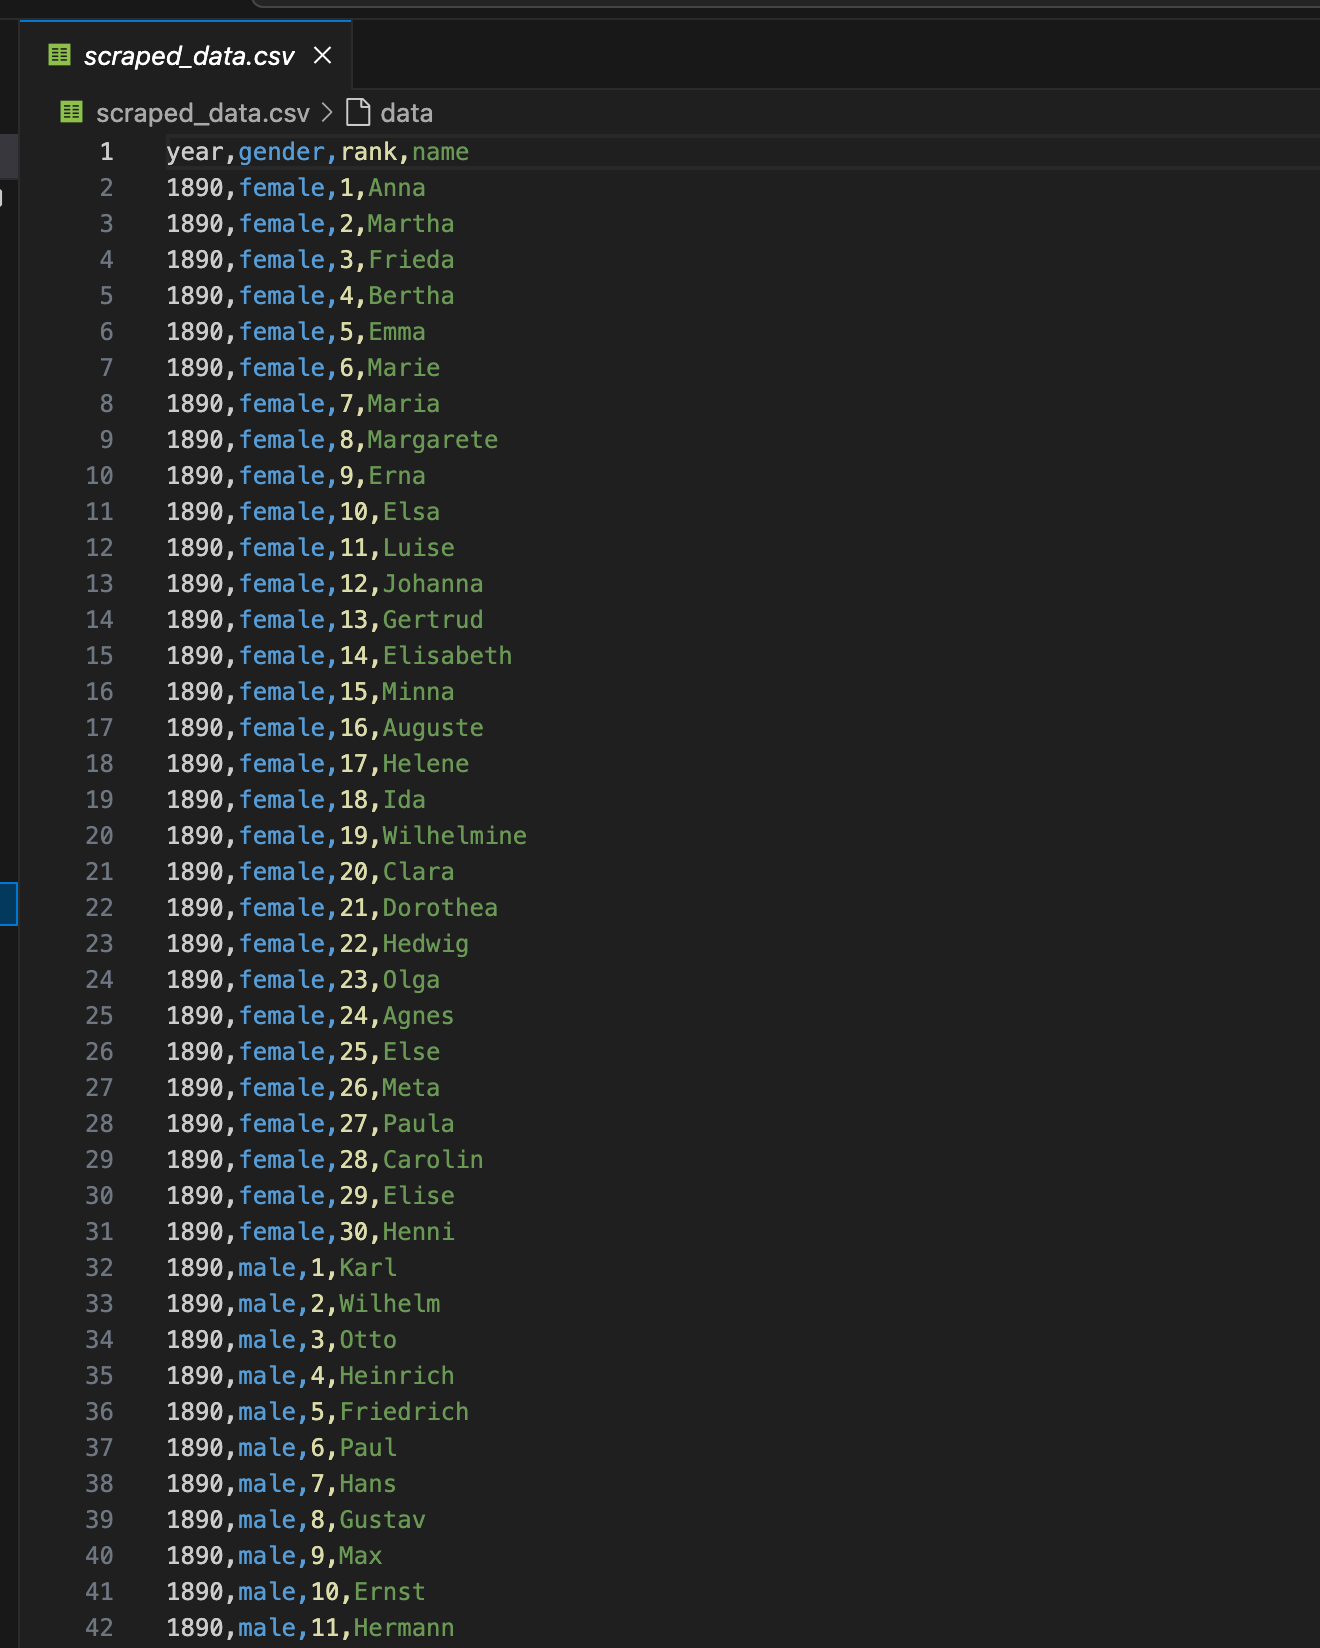 scraped_data.csv
scraped_data.csv > data
1 year,gender,rank,name
2 1890,female,1,Anna
3 1890,female,2,Martha
4 1890,female,3,Frieda
5 1890,female,4,Bertha
6 1890,female,5,Emma
7 1890,female,6,Marie
8 1890,female,7,Maria
9 1890,female,8,Margarete
10 1890,female,9,Erna
11 1890,female,10,Elsa
12 1890,female,11,Luise
13 1890,female,12,Johanna
14 1890,female,13,Gertrud
15 1890,female,14,Elisabeth
16 1890,female,15,Minna
17 1890,female,16,Auguste
18 1890,female,17,Helene
19 1890,female,18,Ida
20 1890,female,19,Wilhelmine
21 1890,female,20,Clara
22 1890,female,21,Dorothea
23 1890,female,22,Hedwig
24 1890,female,23,Olga
25 1890,female,24,Agnes
26 1890,female,25,Else
27 1890,female,26,Meta
28 1890,female,27,Paula
29 1890,female,28,Carolin
30 1890,female,29,Elise
31 1890,female,30,Henni
32 1890,male,1,Karl
33 1890,male,2,Wilhelm
34 1890,male,3,Otto
35 1890,male,4,Heinrich
36 1890,male,5,Friedrich
37 1890,male,6,Paul
38 1890,male,7,Hans
39 1890,male,8,Gustav
40 1890,male,9,Max
41 1890,male,10,Ernst
42 1890,male,11,Hermann